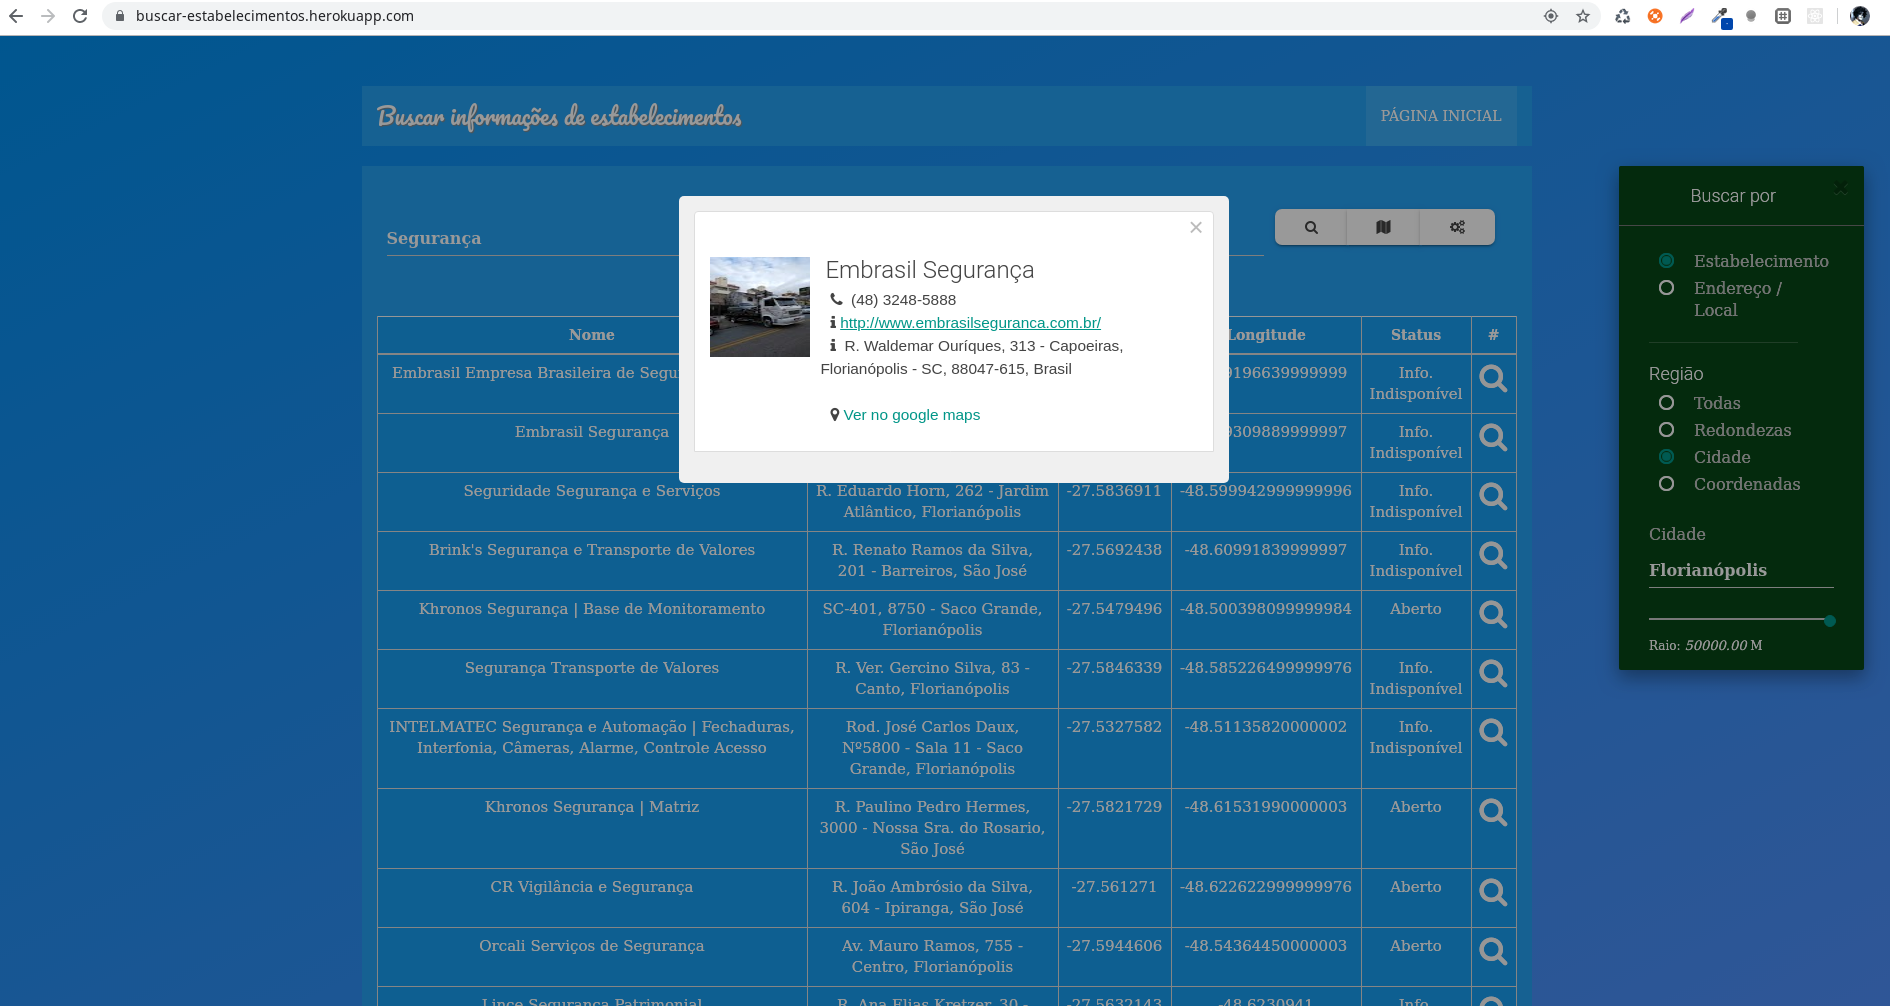 buscar-estabelecimentos.herokuapp.com
Buscar informações de estabelecimentos
PÁGINA INICIAL
Segurança
Embrasil Segurança
(48) 3248-5888
http://www.embrasilseguranca.com.br/
R. Waldemar Ouríques, 313 - Capoeiras,
Florianópolis - SC, 88047-615, Brasil
Ver no google maps
Nome Longitude Status #
Embrasil Empresa Brasileira de 9196639999999 Info.
Indisponível
Embrasil Segurança 9309889999997 Info.
Indisponível
Seguridade Segurança e Serviços R. Eduardo Horn, 262 - Jardim -27.5836911 -48.599942999999996 Info.
Atlântico, Florianópolis Indisponível
Brink's Segurança e Transporte de Valores R. Renato Ramos da Silva, -27.5692438 -48.60991839999997 Info.
201 - Barreiros, São José Indisponível
Khronos Segurança | Base de Monitoramento SC-401, 8750 - Saco Grande, -27.5479496 -48.500398099999984 Aberto
Florianópolis
Segurança Transporte de Valores R. Ver. Gercino Silva, 83 - -27.5846339 -48.585226499999976 Info.
Canto, Florianópolis Indisponível
INTELMATEC Segurança e Automação | Fechaduras, Rod. José Carlos Daux, -27.5327582 -48.51135820000002 Info.
Interfonia, Câmeras, Alarme, Controle Acesso Nº5800 - Sala 11 - Saco Indisponível
Grande, Florianópolis
Khronos Segurança | Matriz R. Paulino Pedro Hermes, -27.5821729 -48.61531990000003 Aberto
3000 - Nossa Sra. do Rosario,
São José
CR Vigilância e Segurança R. João Ambrósio da Silva, -27.561271 -48.622622999999976 Aberto
604 - Ipiranga, São José
Orcali Serviços de Segurança Av. Mauro Ramos, 755 - -27.5944606 -48.54364450000003 Aberto
Centro, Florianópolis
Lince Segurança Patrimonial R. Ana Elias Kretzer, 30 - -27.5632143 -48.6230941 Info.
Buscar por
Estabelecimento
Endereço /
Local
Região
Todas
Redondezas
Cidade
Coordenadas
Cidade
Florianópolis
Raio: 50000.00 M